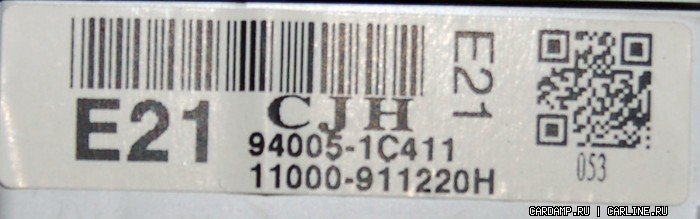 E21
CJH
E21
94005-1C411
11000-911220H
053
CARDAMP.RU | CARLINE.RU